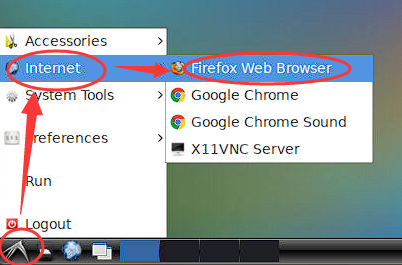 Accessories
Internet
System Tools
Preferences
Run
Logout
Firefox Web Browser
Google Chrome
Google Chrome Sound
X11VNC Server